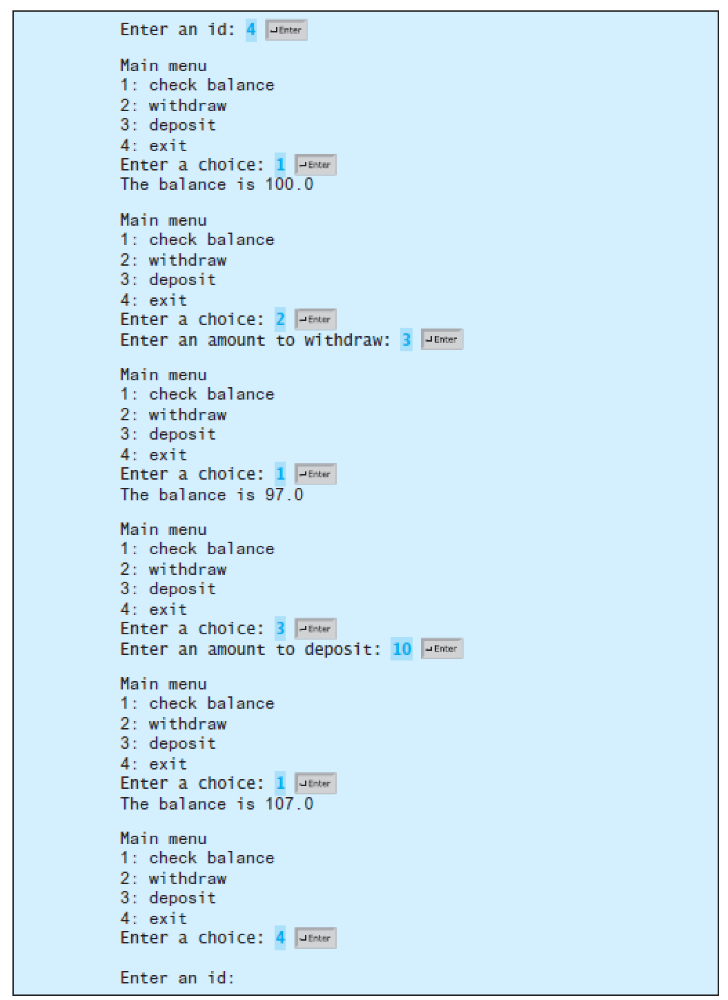 Enter an id: 4 ↵Enter
Main menu
1: check balance
2: withdraw
3: deposit
4: exit
Enter a choice: 1 ↵Enter
The balance is 100.0
Main menu
1: check balance
2: withdraw
3: deposit
4: exit
Enter a choice: 2 ↵Enter
Enter an amount to withdraw: 3 ↵Enter
Main menu
1: check balance
2: withdraw
3: deposit
4: exit
Enter a choice: 1 ↵Enter
The balance is 97.0
Main menu
1: check balance
2: withdraw
3: deposit
4: exit
Enter a choice: 3 ↵Enter
Enter an amount to deposit: 10 ↵Enter
Main menu
1: check balance
2: withdraw
3: deposit
4: exit
Enter a choice: 1 ↵Enter
The balance is 107.0
Main menu
1: check balance
2: withdraw
3: deposit
4: exit
Enter a choice: 4 ↵Enter
Enter an id: